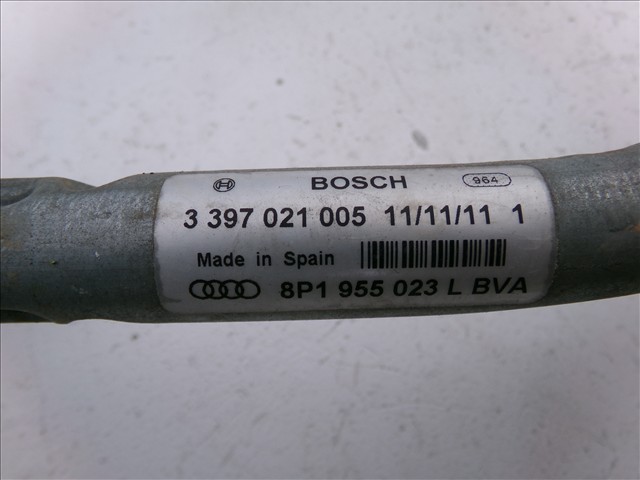 BOSCH 964
3 397 021 005 11/11/11 1
Made in Spain
8P1 955 023 L BVA